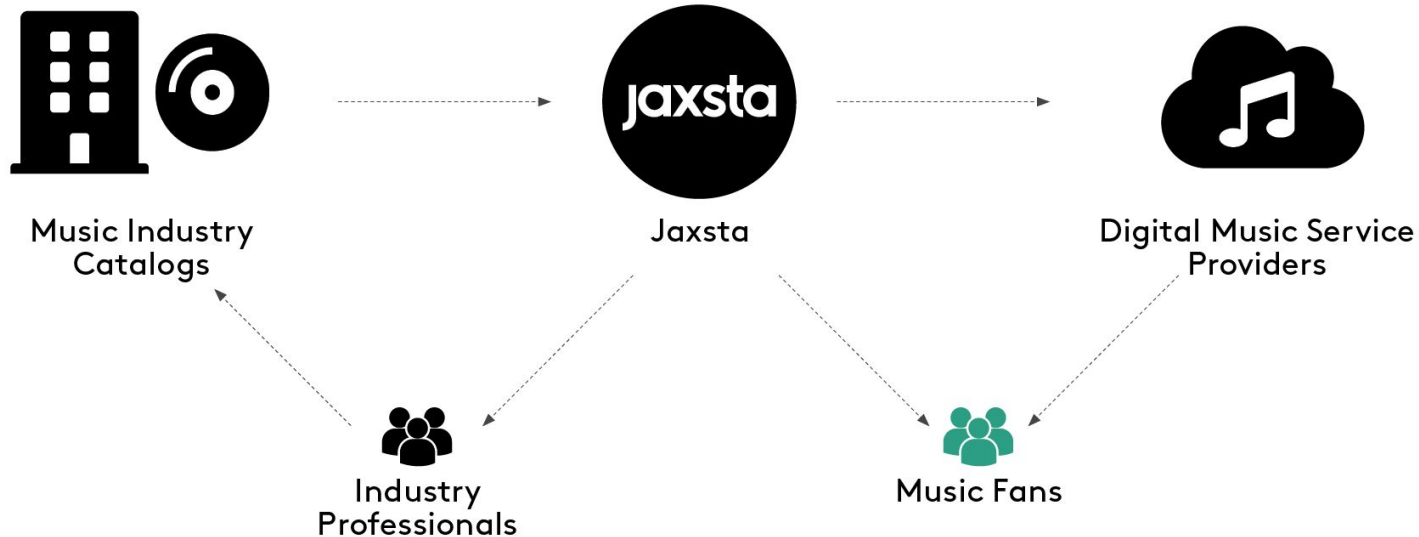 jaxsta
Music Industry
Catalogs
Jaxsta
Digital Music Service
Providers
Industry
Professionals
Music Fans